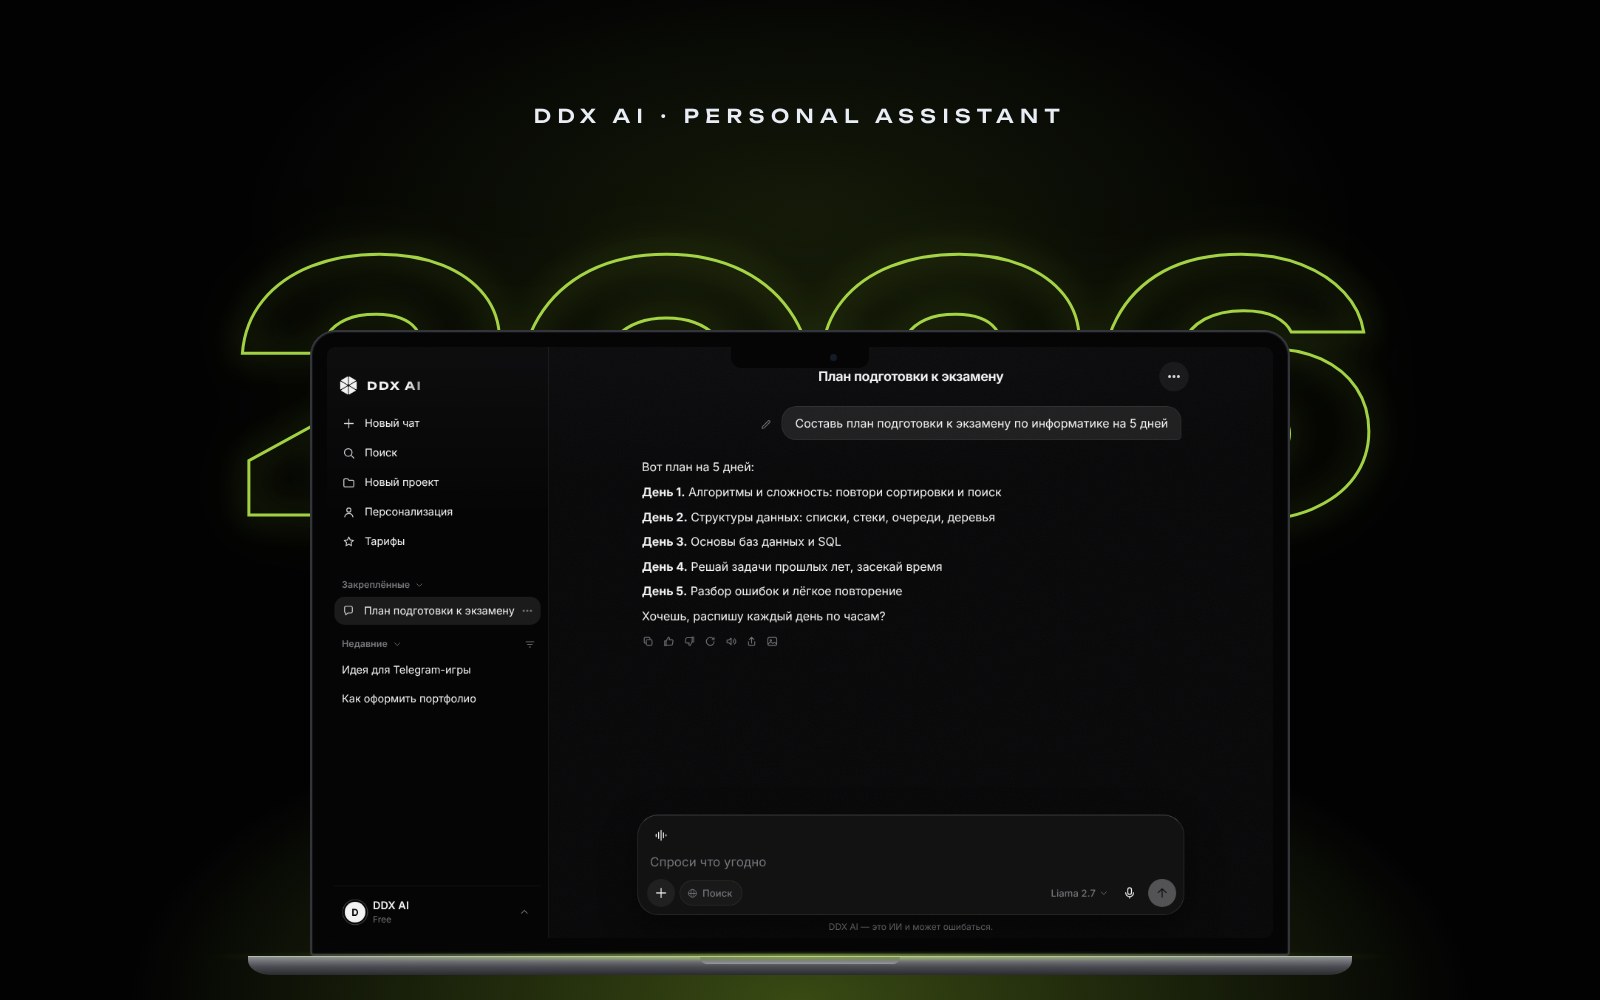 DDX AI · PERSONAL ASSISTANT
2026
DDX AI
Новый чат
Поиск
Новый проект
Персонализация
Тарифы
Закреплённые
План подготовки к экзамену
Недавние
Идея для Telegram-игры
Как оформить портфолио
D
DDX AI
Free
План подготовки к экзамену
Составь план подготовки к экзамену по информатике на 5 дней
Вот план на 5 дней:
День 1. Алгоритмы и сложность: повтори сортировки и поиск
День 2. Структуры данных: списки, стеки, очереди, деревья
День 3. Основы баз данных и SQL
День 4. Решай задачи прошлых лет, засекай время
День 5. Разбор ошибок и лёгкое повторение
Хочешь, распишу каждый день по часам?
Спроси что угодно
Поиск
Liama 2.7
DDX AI — это ИИ и может ошибаться.